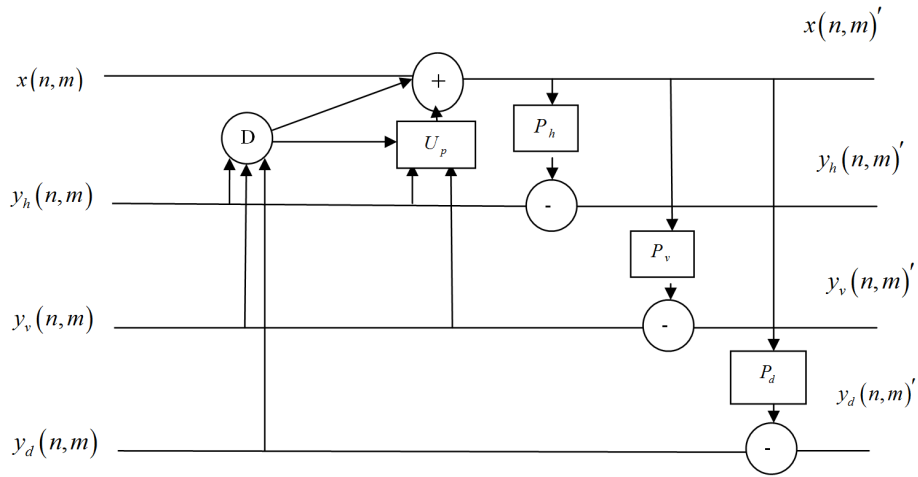 x(n,m)′
x(n,m)
+
D
U_p
P_h
y_h(n,m)
y_h(n,m)′
-
P_v
y_v(n,m)′
y_v(n,m)
-
P_d
y_d(n,m)′
y_d(n,m)
-